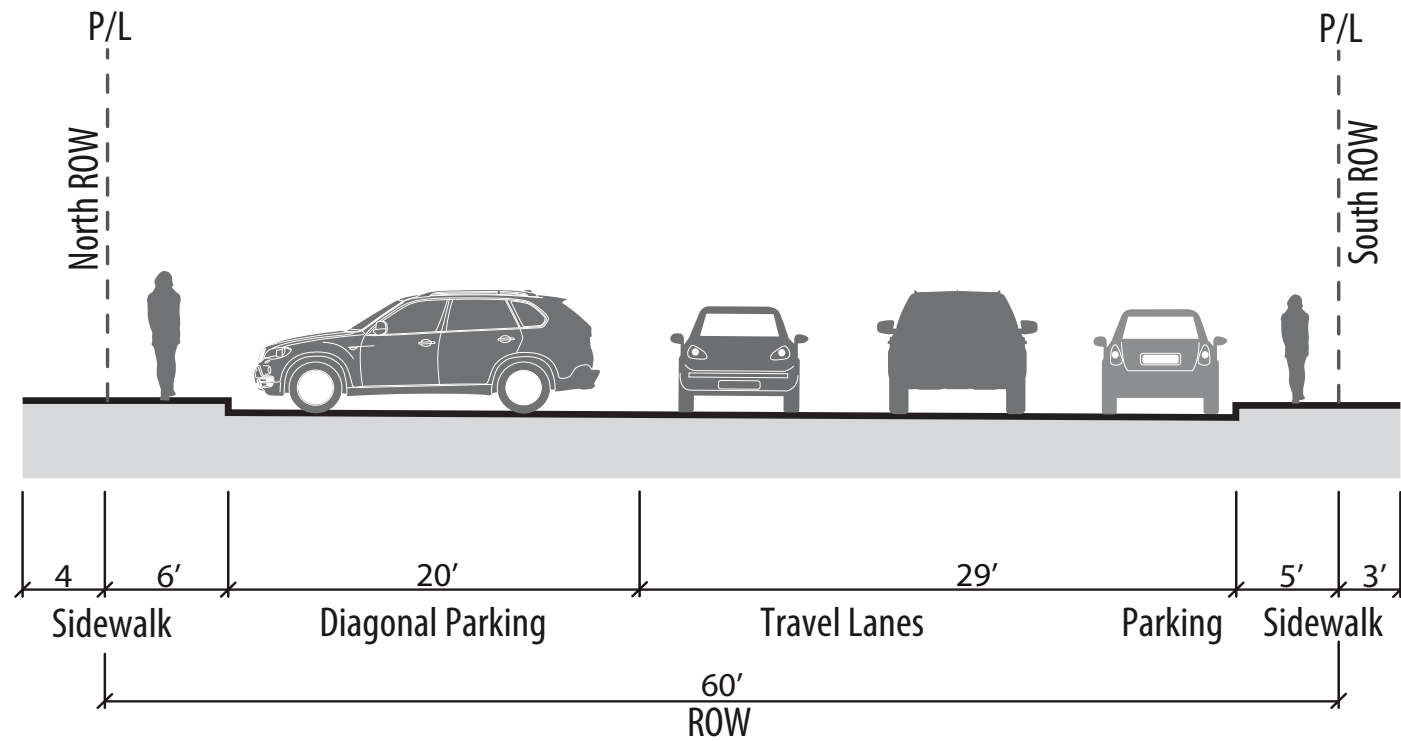 P/L
P/L
North ROW
South ROW
4
6’
20’
29’
5’
3’
Sidewalk
Diagonal Parking
Travel Lanes
Parking
Sidewalk
60’
ROW